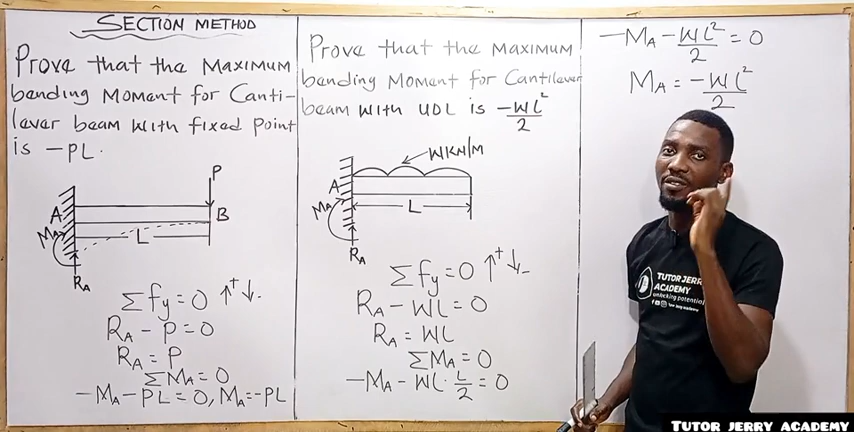 SECTION METHOD
Prove that the MAXIMUM
bending Moment for Canti-
lever beam with fixed point
is -PL.
P
A
B
MA
L
RA
Σfy = 0 ↑+ ↓-
RA - P = 0
RA = P
ΣMA = 0
-MA - PL = 0, MA = -PL
Prove that the MAXIMUM
bending Moment for Cantilever
beam with UDL is -WL²/2
WKN/M
A
MA
L
RA
Σfy = 0 ↑+ ↓-
RA - WL = 0
RA = WL
ΣMA = 0
-MA - WL · L/2 = 0
-MA - WL²/2 = 0
MA = -WL²/2
TUTOR JERRY
ACADEMY
unlocking potential
TUTOR JERRY ACADEMY